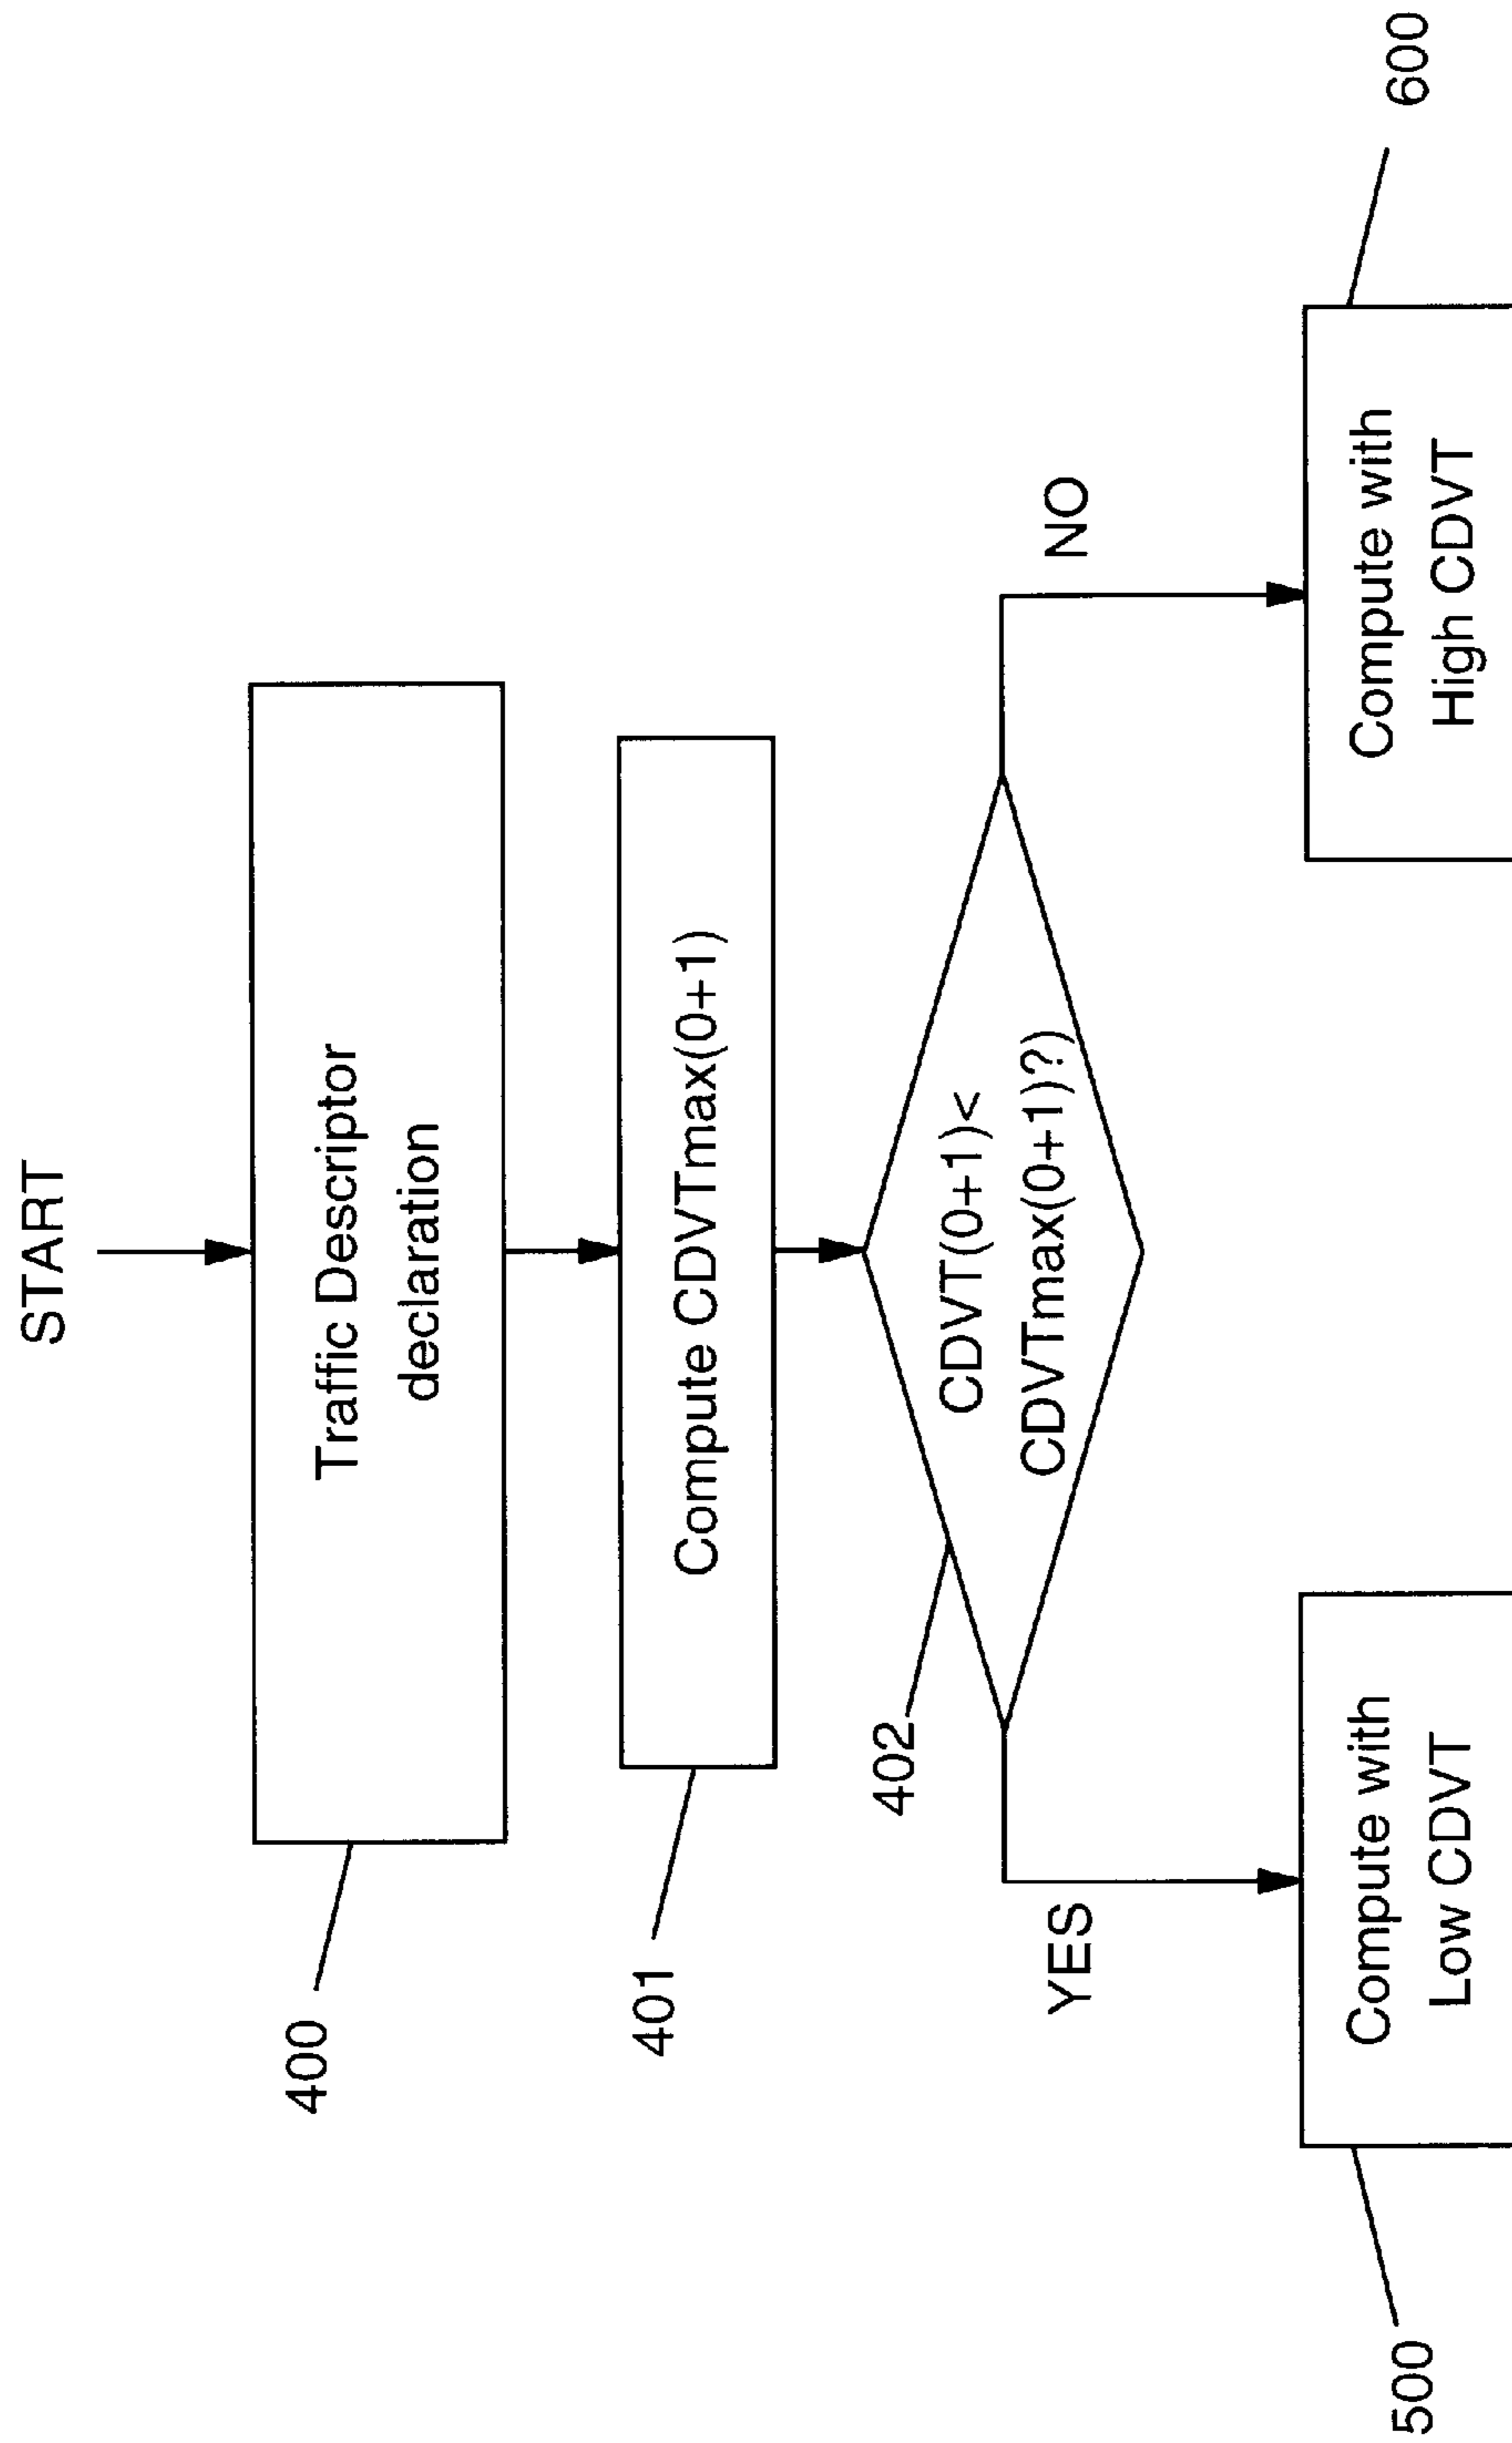 START
Traffic Descriptor
declaration
400
Compute CDVTmax(0+1)
401
402
CDVT(0+1)<
CDVTmax(0+1)?)
YES
NO
Compute with
Low CDVT
500
Compute with
High CDVT
600